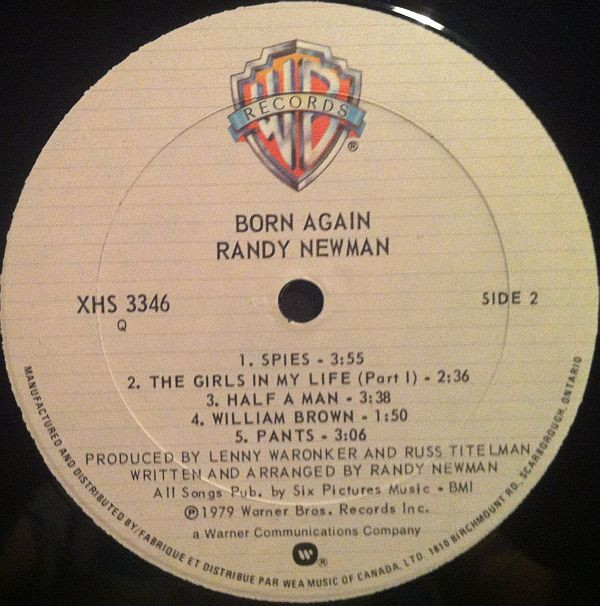 WB
RECORDS
®
BORN AGAIN
RANDY NEWMAN
XHS 3346
Q
SIDE 2
1. SPIES - 3:55
2. THE GIRLS IN MY LIFE (Part I) - 2:36
3. HALF A MAN - 3:38
4. WILLIAM BROWN - 1:50
5. PANTS - 3:06
PRODUCED BY LENNY WARONKER AND RUSS TITELMAN
WRITTEN AND ARRANGED BY RANDY NEWMAN
All Songs Pub. by Six Pictures Music - BMI
℗1979 Warner Bros. Records Inc.
a Warner Communications Company
®
MANUFACTURED AND DISTRIBUTED BY/FABRIQUE ET DISTRIBUE PAR WEA MUSIC OF CANADA, LTD. 1810 BIRCHMOUNT RD., SCARBOROUGH, ONTARIO